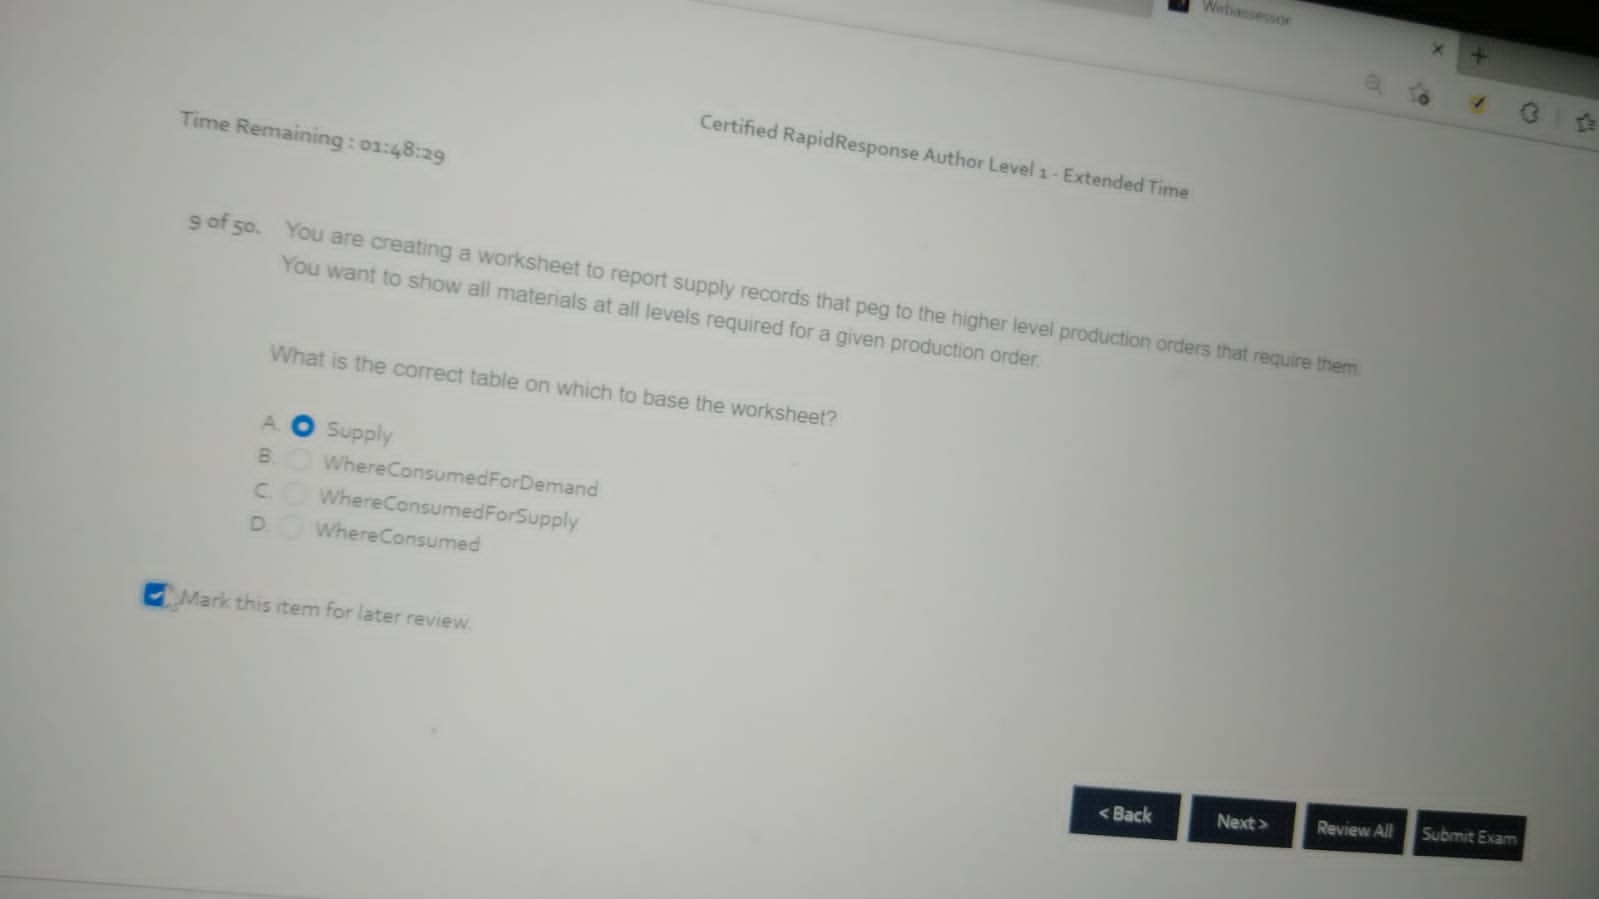 Webassessor
Time Remaining : 01:48:29
Certified RapidResponse Author Level 1 - Extended Time
9 of 50. You are creating a worksheet to report supply records that peg to the higher level production orders that require them.
You want to show all materials at all levels required for a given production order.
What is the correct table on which to base the worksheet?
A. Supply
B. WhereConsumedForDemand
C. WhereConsumedForSupply
D. WhereConsumed
Mark this item for later review.
< Back Next > Review All Submit Exam